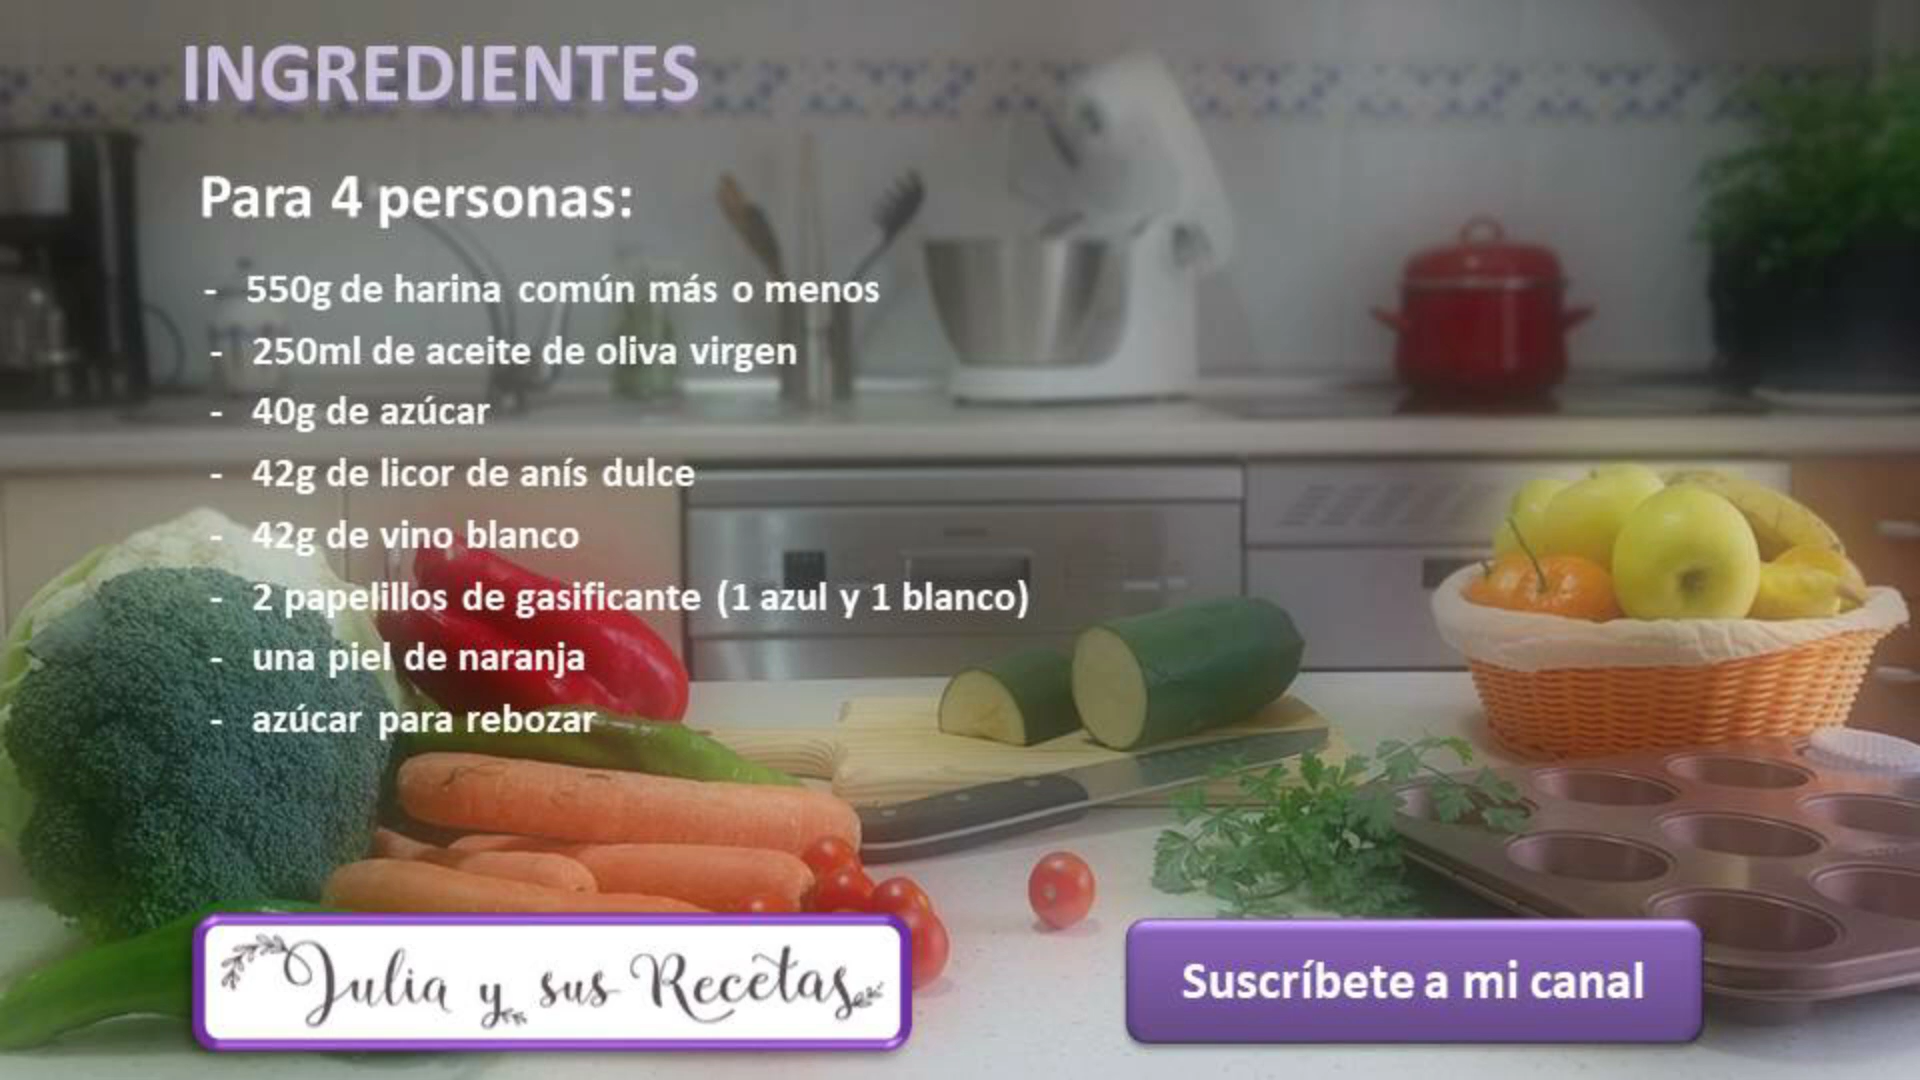 INGREDIENTES
Para 4 personas:
- 550g de harina común más o menos
- 250ml de aceite de oliva virgen
- 40g de azúcar
- 42g de licor de anís dulce
- 42g de vino blanco
- 2 papelillos de gasificante (1 azul y 1 blanco)
- una piel de naranja
- azúcar para rebozar
Julia y sus Recetas
Suscríbete a mi canal